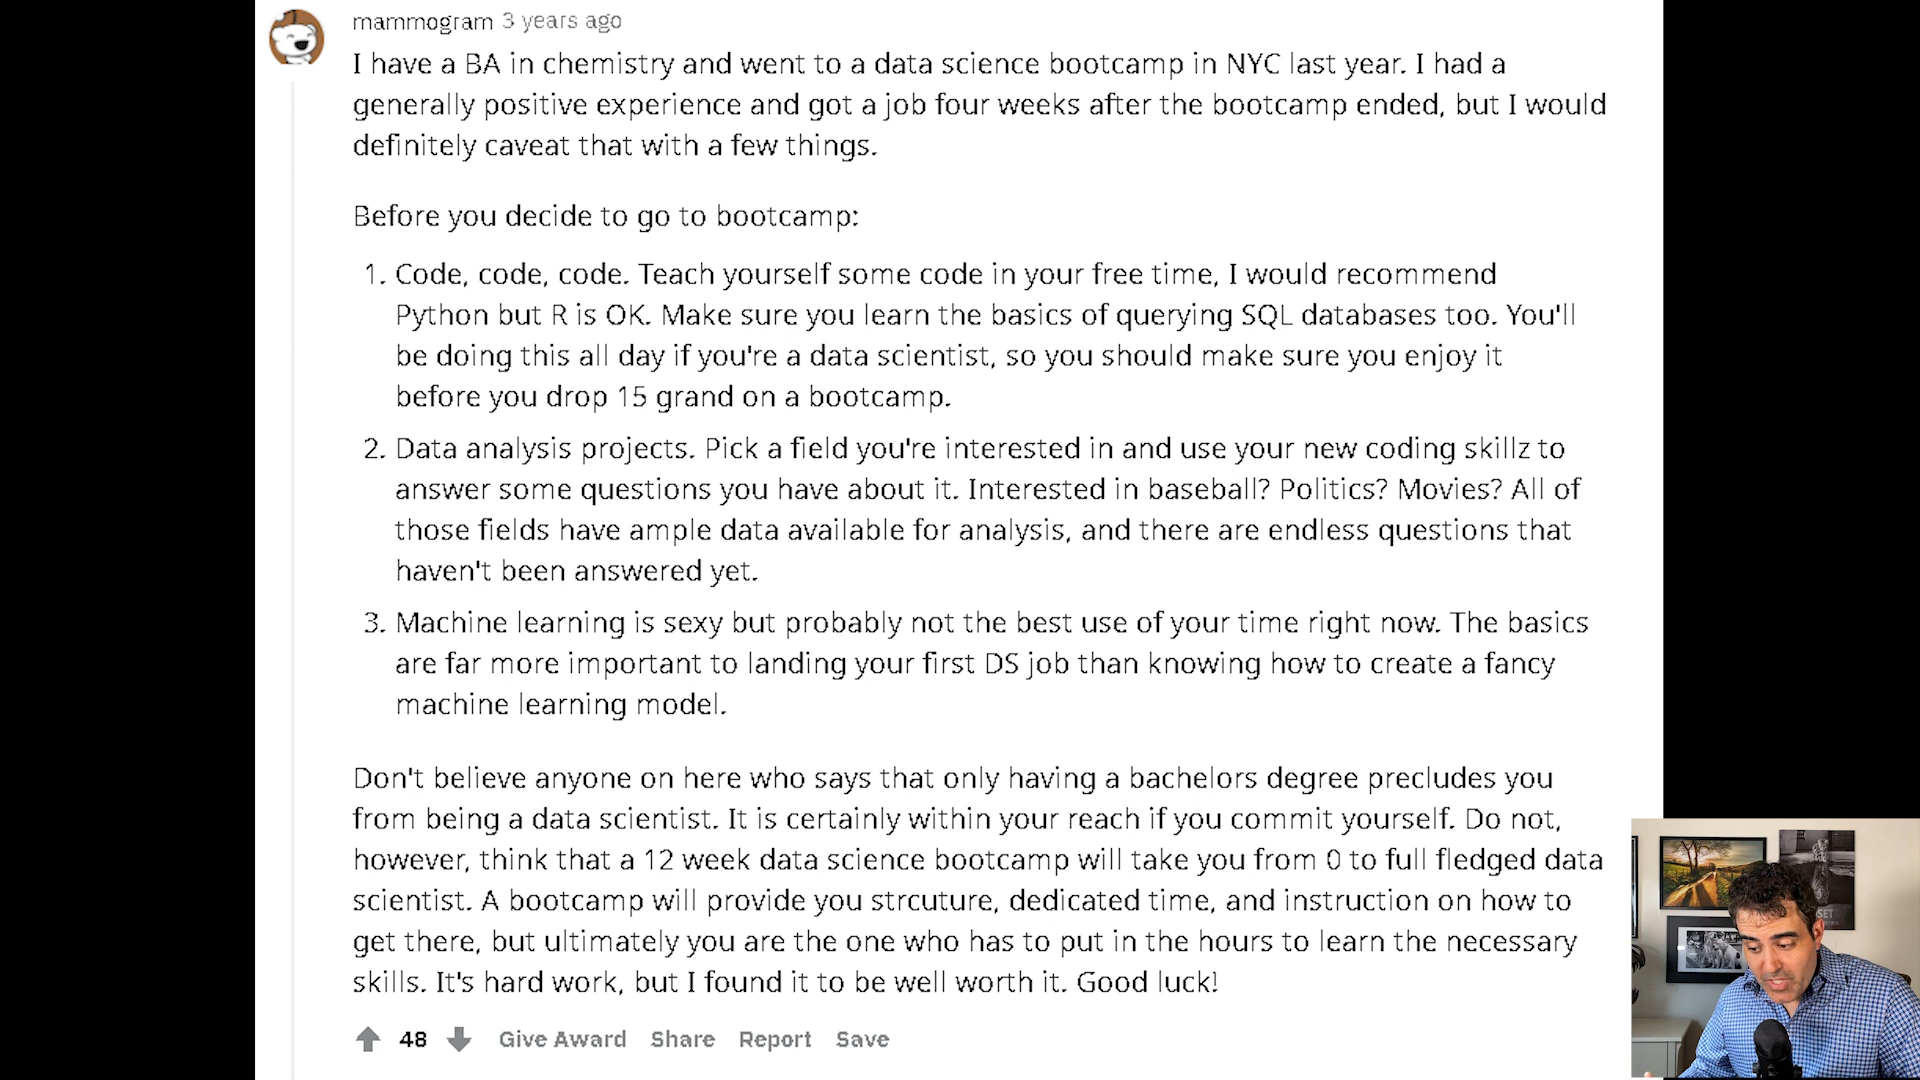 mammogram 3 years ago
I have a BA in chemistry and went to a data science bootcamp in NYC last year. I had a
generally positive experience and got a job four weeks after the bootcamp ended, but I would
definitely caveat that with a few things.
Before you decide to go to bootcamp:
1. Code, code, code. Teach yourself some code in your free time, I would recommend
Python but R is OK. Make sure you learn the basics of querying SQL databases too. You'll
be doing this all day if you're a data scientist, so you should make sure you enjoy it
before you drop 15 grand on a bootcamp.
2. Data analysis projects. Pick a field you're interested in and use your new coding skillz to
answer some questions you have about it. Interested in baseball? Politics? Movies? All of
those fields have ample data available for analysis, and there are endless questions that
haven't been answered yet.
3. Machine learning is sexy but probably not the best use of your time right now. The basics
are far more important to landing your first DS job than knowing how to create a fancy
machine learning model.
Don't believe anyone on here who says that only having a bachelors degree precludes you
from being a data scientist. It is certainly within your reach if you commit yourself. Do not,
however, think that a 12 week data science bootcamp will take you from 0 to full fledged data
scientist. A bootcamp will provide you strcuture, dedicated time, and instruction on how to
get there, but ultimately you are the one who has to put in the hours to learn the necessary
skills. It's hard work, but I found it to be well worth it. Good luck!
48 Give Award Share Report Save